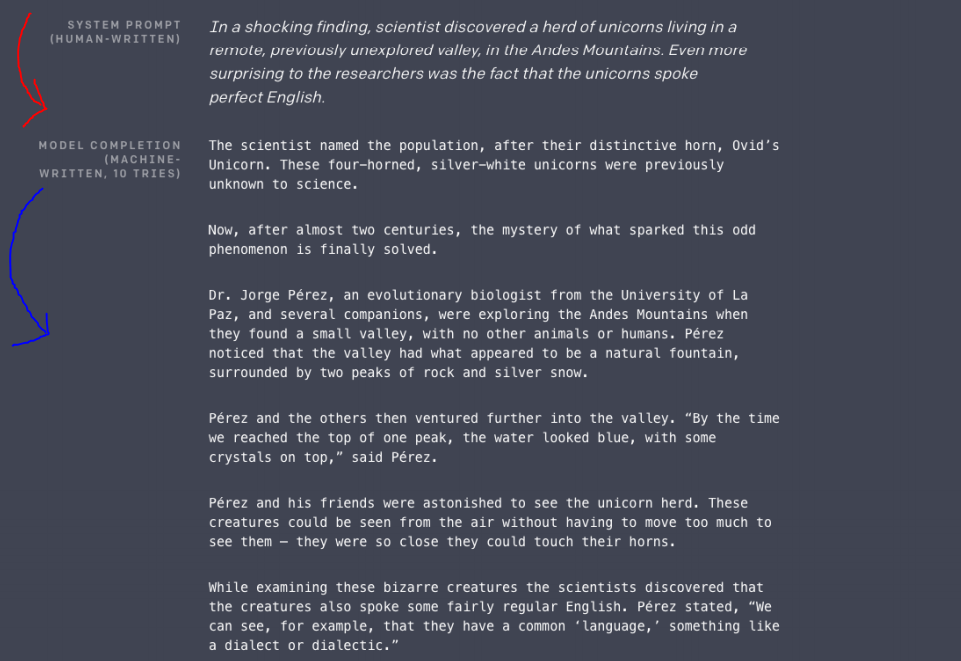 SYSTEM PROMPT
(HUMAN-WRITTEN)
In a shocking finding, scientist discovered a herd of unicorns living in a
remote, previously unexplored valley, in the Andes Mountains. Even more
surprising to the researchers was the fact that the unicorns spoke
perfect English.
MODEL COMPLETION
(MACHINE-
WRITTEN, 10 TRIES)
The scientist named the population, after their distinctive horn, Ovid’s
Unicorn. These four-horned, silver-white unicorns were previously
unknown to science.
Now, after almost two centuries, the mystery of what sparked this odd
phenomenon is finally solved.
Dr. Jorge Pérez, an evolutionary biologist from the University of La
Paz, and several companions, were exploring the Andes Mountains when
they found a small valley, with no other animals or humans. Pérez
noticed that the valley had what appeared to be a natural fountain,
surrounded by two peaks of rock and silver snow.
Pérez and the others then ventured further into the valley. “By the time
we reached the top of one peak, the water looked blue, with some
crystals on top,” said Pérez.
Pérez and his friends were astonished to see the unicorn herd. These
creatures could be seen from the air without having to move too much to
see them – they were so close they could touch their horns.
While examining these bizarre creatures the scientists discovered that
the creatures also spoke some fairly regular English. Pérez stated, “We
can see, for example, that they have a common ‘language,’ something like
a dialect or dialectic.”